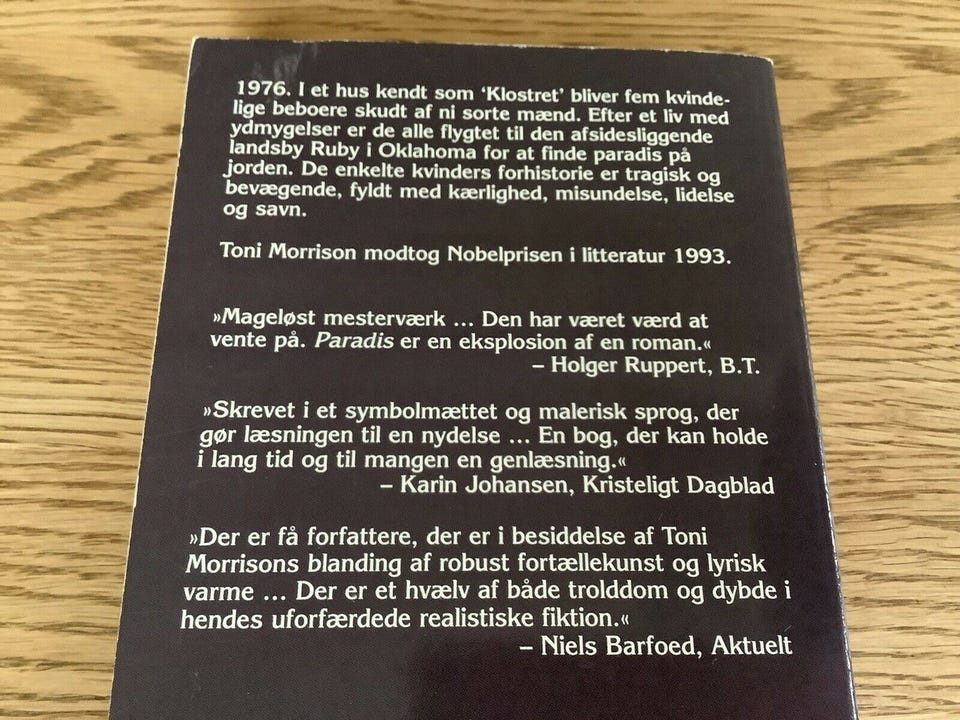 1976. I et hus kendt som ‘Klostret’ bliver fem kvinde-
lige beboere skudt af ni sorte mænd. Efter et liv med
ydmygelser er de alle flygtet til den afsidesliggende
landsby Ruby i Oklahoma for at finde paradis på
jorden. De enkelte kvinders forhistorie er tragisk og
bevægende, fyldt med kærlighed, misundelse, lidelse
og savn.
Toni Morrison modtog Nobelprisen i litteratur 1993.
»Mageløst mesterværk ... Den har været værd at
vente på. Paradis er en eksplosion af en roman.«
– Holger Ruppert, B.T.
»Skrevet i et symbolmættet og malerisk sprog, der
gør læsningen til en nydelse ... En bog, der kan holde
i lang tid og til mangen en genlæsning.«
– Karin Johansen, Kristeligt Dagblad
»Der er få forfattere, der er i besiddelse af Toni
Morrisons blanding af robust fortællekunst og lyrisk
varme ... Der er et hvælv af både trolddom og dybde i
hendes uforfærdede realistiske fiktion.«
– Niels Barfoed, Aktuelt